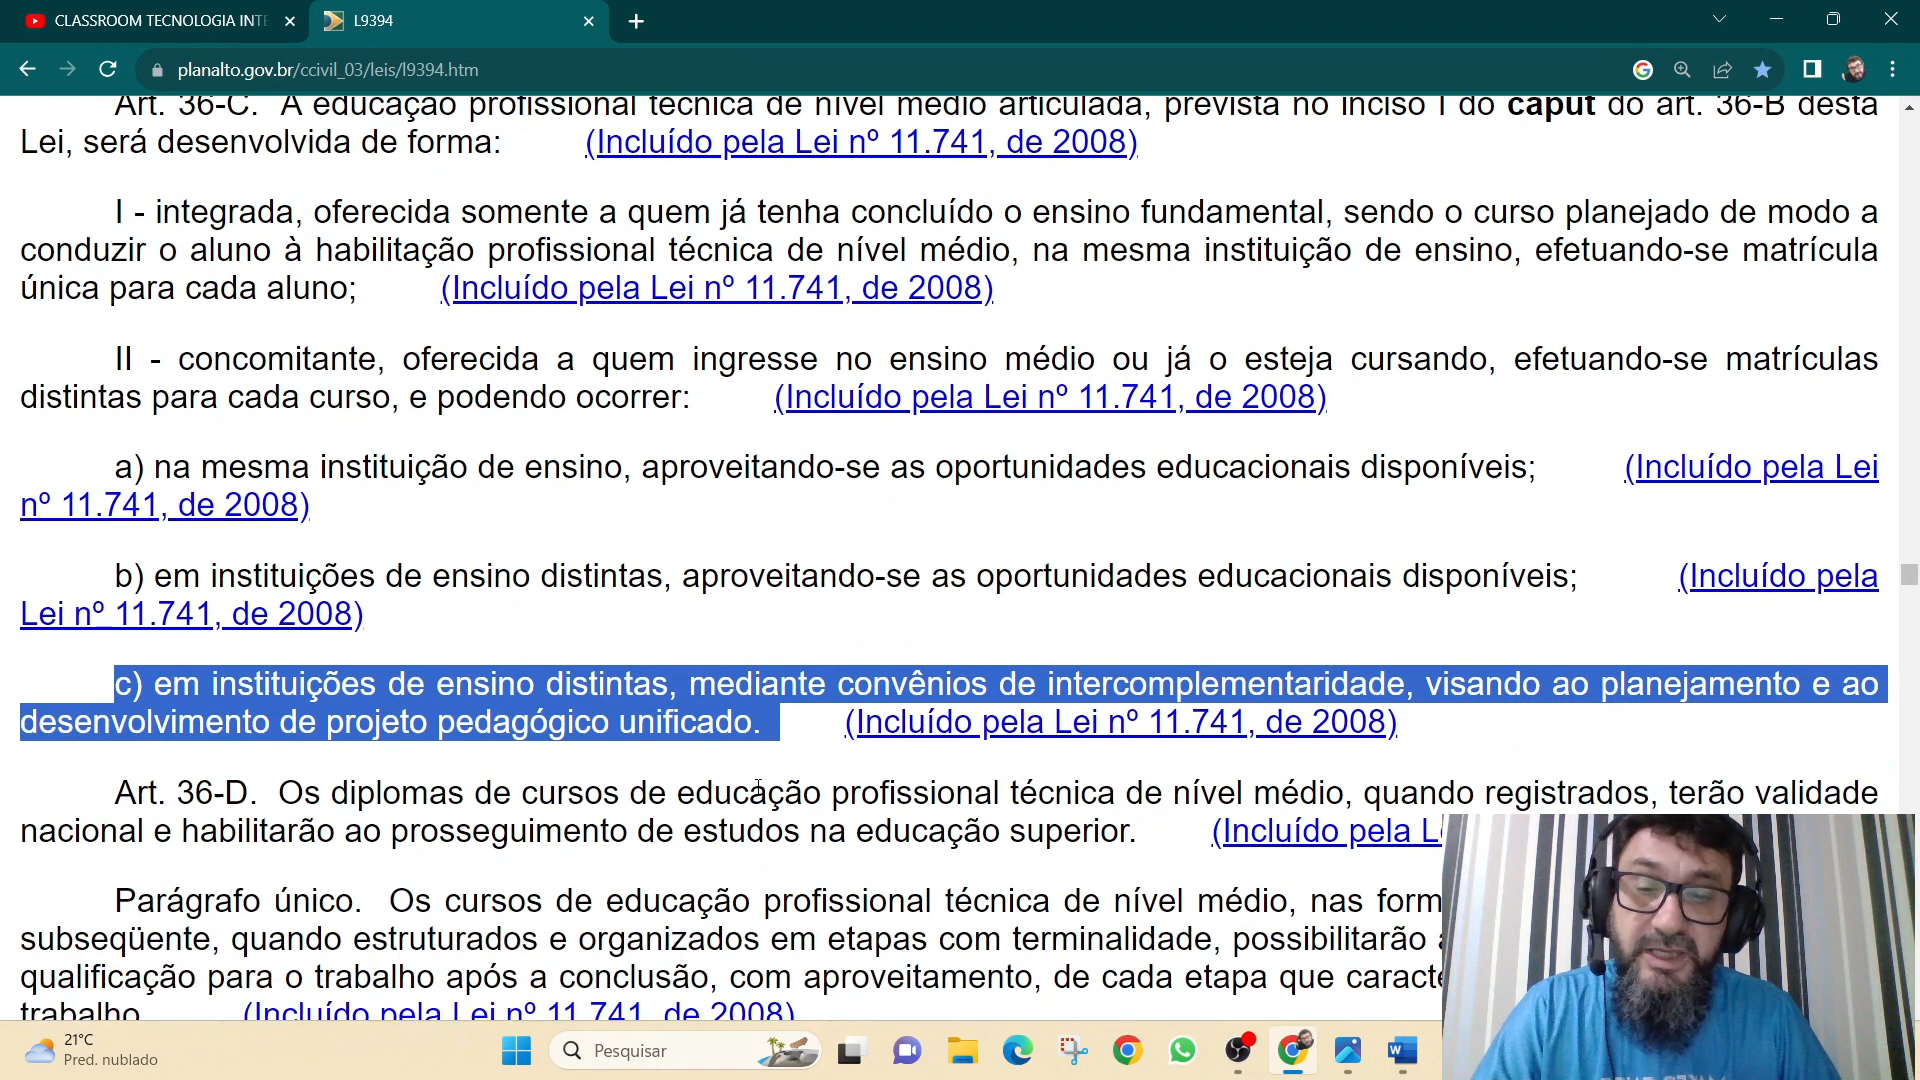 CLASSROOM TECNOLOGIA INTE
L9394
planalto.gov.br/ccivil_03/leis/l9394.htm
Art. 36-C. A educação profissional técnica de nível médio articulada, prevista no inciso I do caput do art. 36-B desta
Lei, será desenvolvida de forma: (Incluído pela Lei nº 11.741, de 2008)
I - integrada, oferecida somente a quem já tenha concluído o ensino fundamental, sendo o curso planejado de modo a
conduzir o aluno à habilitação profissional técnica de nível médio, na mesma instituição de ensino, efetuando-se matrícula
única para cada aluno; (Incluído pela Lei nº 11.741, de 2008)
II - concomitante, oferecida a quem ingresse no ensino médio ou já o esteja cursando, efetuando-se matrículas
distintas para cada curso, e podendo ocorrer: (Incluído pela Lei nº 11.741, de 2008)
a) na mesma instituição de ensino, aproveitando-se as oportunidades educacionais disponíveis; (Incluído pela Lei
nº 11.741, de 2008)
b) em instituições de ensino distintas, aproveitando-se as oportunidades educacionais disponíveis; (Incluído pela
Lei nº 11.741, de 2008)
c) em instituições de ensino distintas, mediante convênios de intercomplementaridade, visando ao planejamento e ao
desenvolvimento de projeto pedagógico unificado. (Incluído pela Lei nº 11.741, de 2008)
Art. 36-D. Os diplomas de cursos de educação profissional técnica de nível médio, quando registrados, terão validade
nacional e habilitarão ao prosseguimento de estudos na educação superior. (Incluído pela L
Parágrafo único. Os cursos de educação profissional técnica de nível médio, nas form
subseqüente, quando estruturados e organizados em etapas com terminalidade, possibilitarão
qualificação para o trabalho após a conclusão, com aproveitamento, de cada etapa que caracte
trabalho. (Incluído pela Lei nº 11.741, de 2008)
21°C
Pred. nublado
Pesquisar